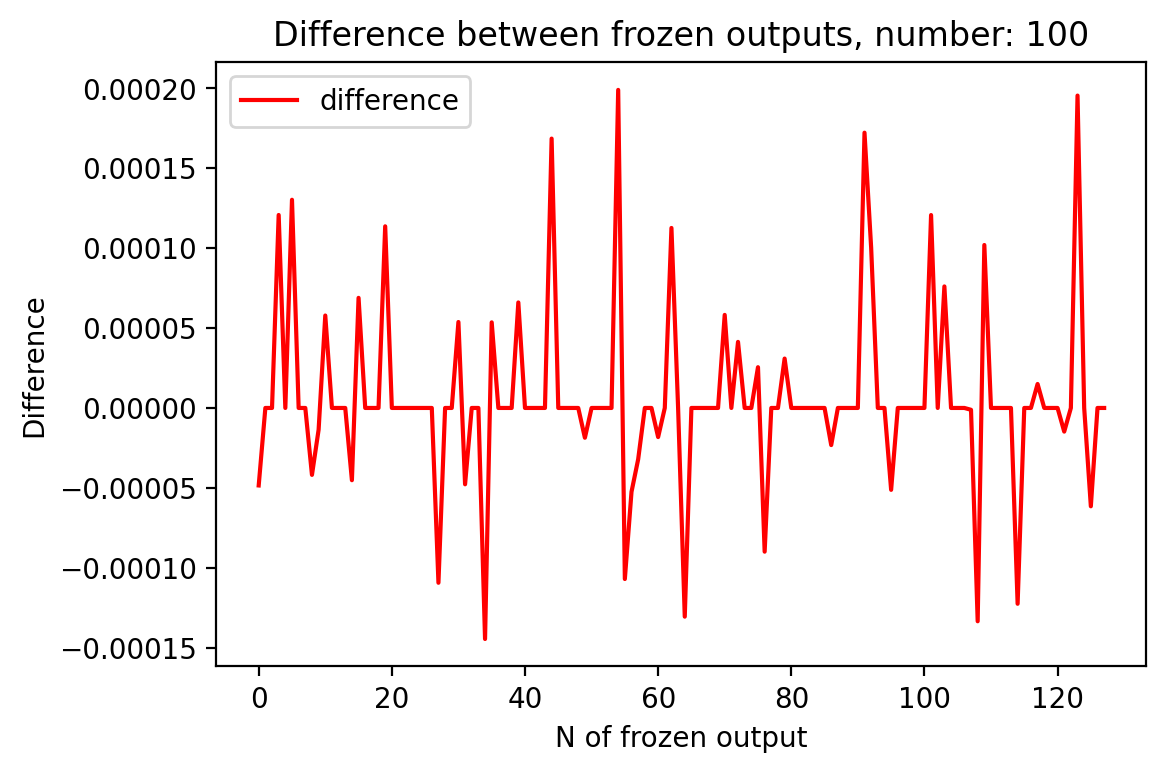 Difference between frozen outputs, number: 100
difference
0.00020
0.00015
0.00010
0.00005
0.00000
−0.00005
−0.00010
−0.00015
Difference
0 20 40 60 80 100 120
N of frozen output